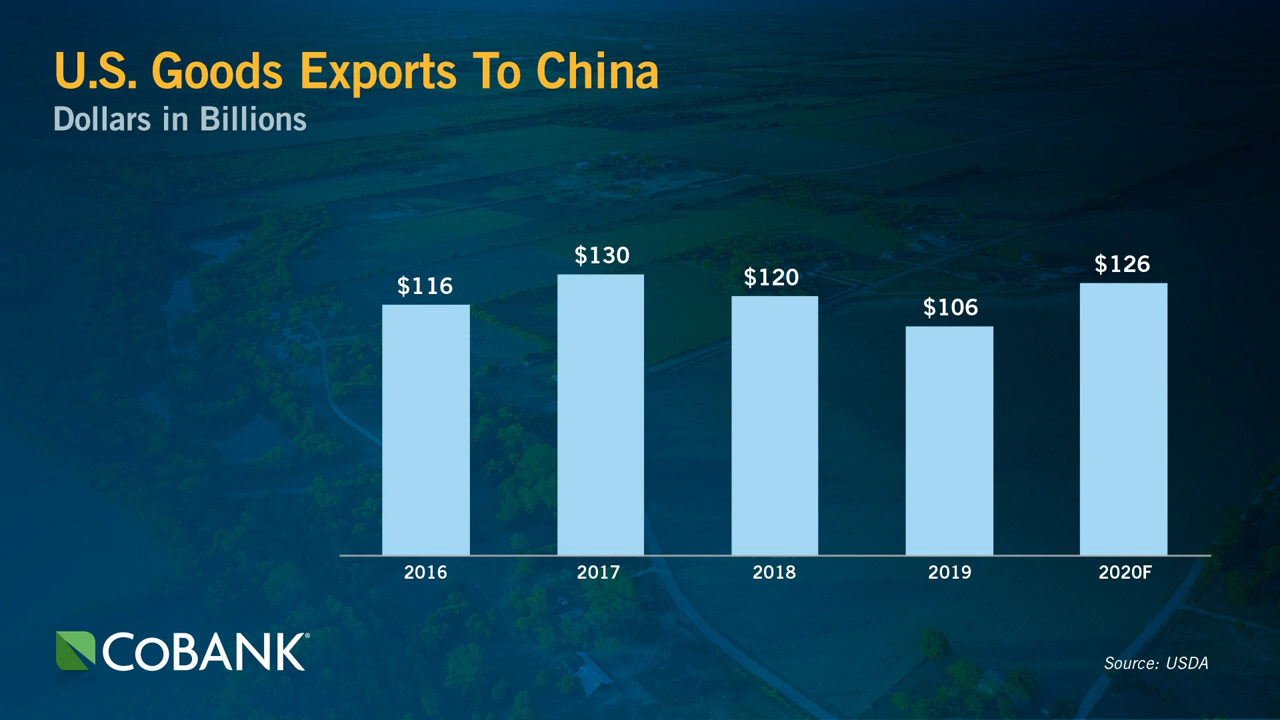 U.S. Goods Exports To China
Dollars in Billions
$116
$130
$120
$106
$126
2016
2017
2018
2019
2020F
COBANK®
Source: USDA